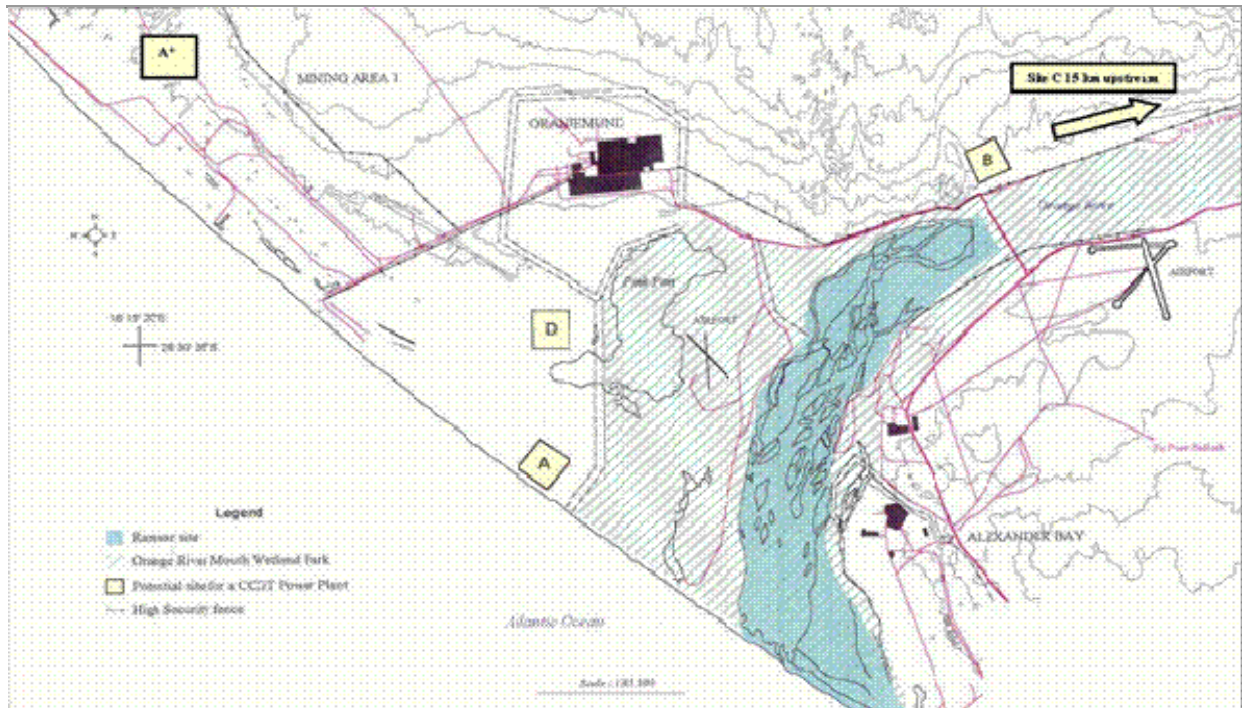 A⁺
MINING AREA 1
ORANJEMUND
Site C 15 km upstream
B
Orange River
AIRPORT
Pink Pan
D
AIRPORT
A
Legend
Ramsar site
Orange River Mouth Wetland Park
Potential site for a CCGT Power Plant
High Security fence
ALEXANDER BAY
Atlantic Ocean
Scale :